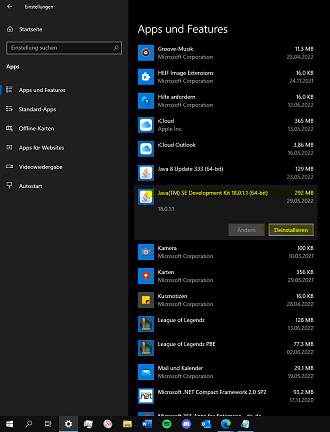 Einstellungen
Startseite
Einstellung suchen
Apps
Apps und Features
Standard-Apps
Offline-Karten
Apps für Websites
Videowiedergabe
Autostart
Apps und Features
Groove-Musik 11,3 MB
Microsoft Corporation 25.04.2022
HEIF Image Extensions 16,0 KB
Microsoft Corporation 24.11.2021
Hilfe anfordern 16,0 KB
Microsoft Corporation 12.06.2022
iCloud 365 MB
Apple Inc. 13.05.2022
iCloud Outlook 3,86 MB
16.05.2022
Java 8 Update 333 (64-bit) 129 MB
23.05.2022
Java(TM) SE Development Kit 18.0.1.1 (64-bit) 292 MB
29.05.2022
18.0.1.1
Ändern Deinstallieren
Kamera 100 KB
Microsoft Corporation 10.03.2021
Karten 356 KB
Microsoft Corporation 29.05.2021
Kurznotizen 16,0 KB
Microsoft Corporation 28.04.2022
League of Legends 128 MB
13.06.2022
League of Legends PBE 77,3 MB
02.06.2022
Mail und Kalender 29,1 MB
Microsoft Corporation 19.05.2022
Microsoft .NET Compact Framework 2.0 SP2 93,2 MB
Microsoft Corporation 17.11.2020